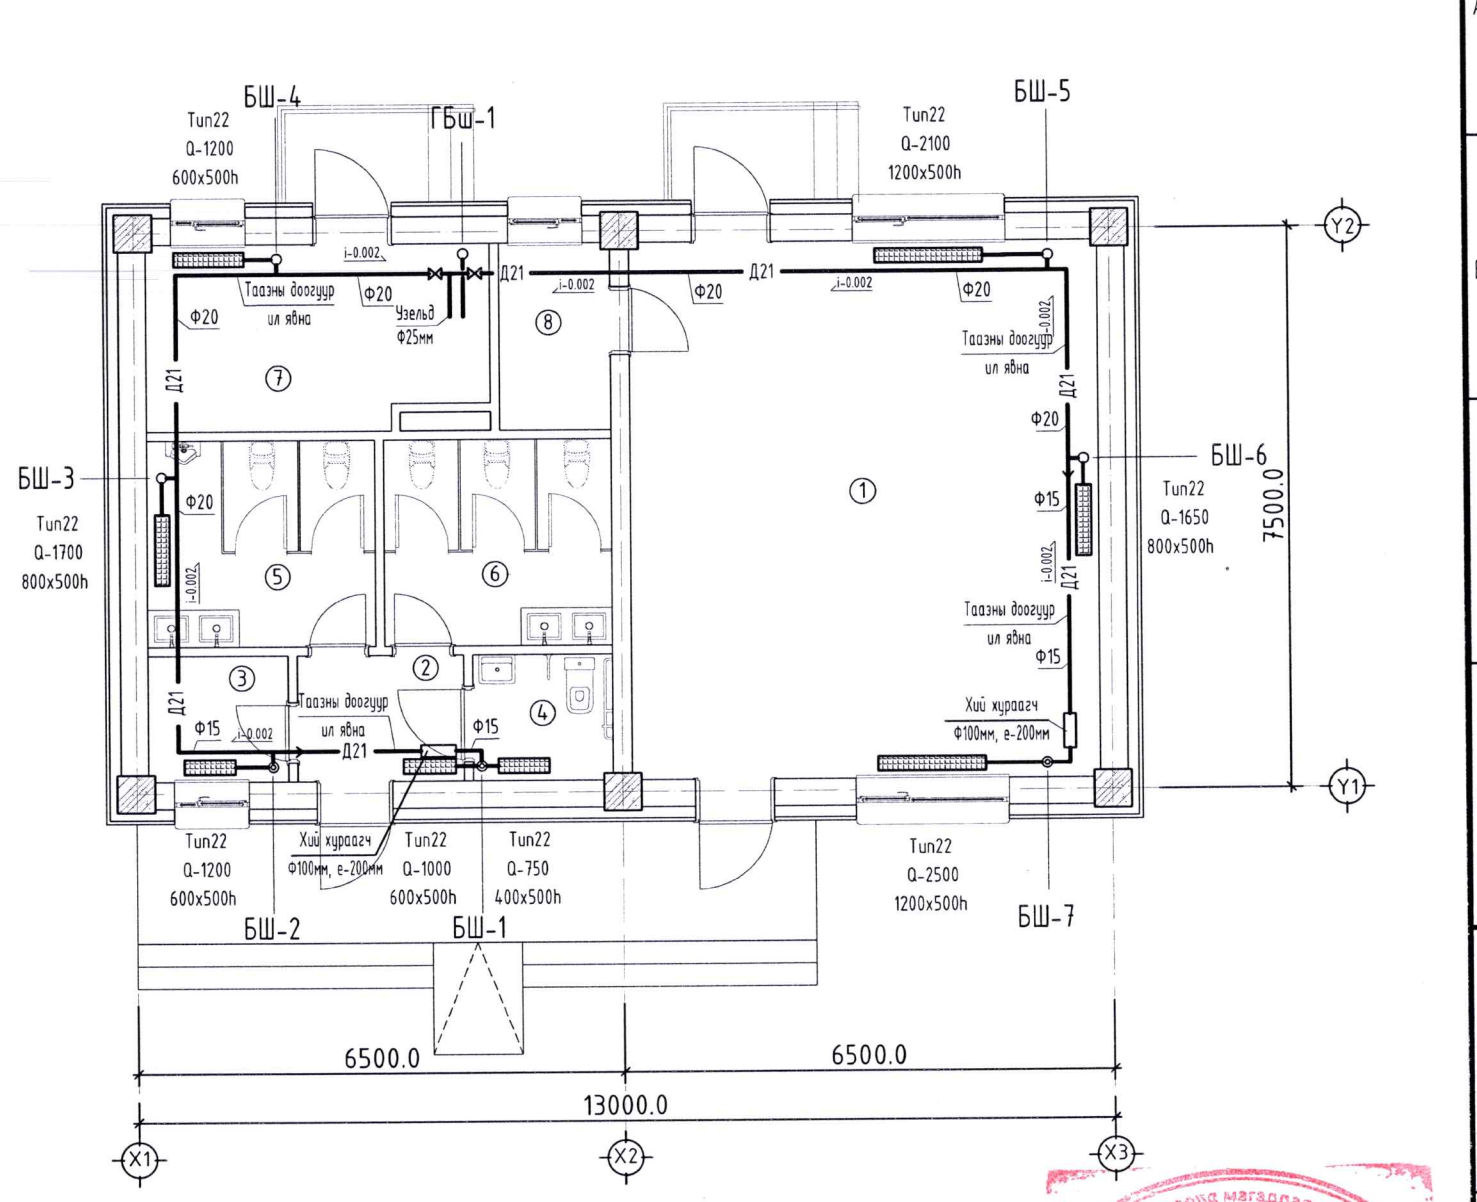 БШ-4
ГБш-1
БШ-5
Тип22
Q-1200
600x500h
Тип22
Q-2100
1200x500h
Y2
i-0.002
Таазны доогуур
ил явна
Ф20
Ф20
Узельд
Ф25мм
Д21
i-0.002
Ф20
Д21
i-0.002
Ф20
i-0.002
Таазны доогуур
ил явна
8
7
Д21
Д21
Ф20
БШ-3
Тип22
Q-1700
800x500h
Ф20
i-0.002
5
6
1
БШ-6
Тип22
Q-1650
800x500h
7500.0
Ф15
i-0.002
Д21
Таазны доогуур
ил явна
Ф15
3
2
4
Д21
Таазны доогуур
ил явна
Ф15
i-0.002
Д21
Ф15
Хий хураагч
Ф100мм, е-200мм
Y1
Тип22
Q-1200
600x500h
Хий хураагч
Ф100мм, е-200мм
Тип22
Q-1000
600x500h
Тип22
Q-750
400x500h
Тип22
Q-2500
1200x500h
БШ-2
БШ-1
БШ-7
6500.0
6500.0
13000.0
X1
X2
X3